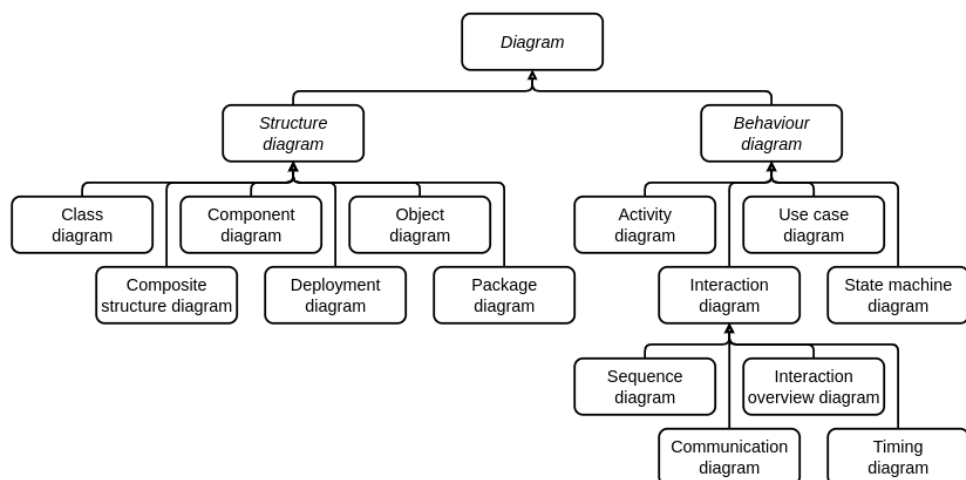 Diagram
Structure
diagram
Behaviour
diagram
Class
diagram
Component
diagram
Object
diagram
Activity
diagram
Use case
diagram
Composite
structure diagram
Deployment
diagram
Package
diagram
Interaction
diagram
State machine
diagram
Sequence
diagram
Interaction
overview diagram
Communication
diagram
Timing
diagram